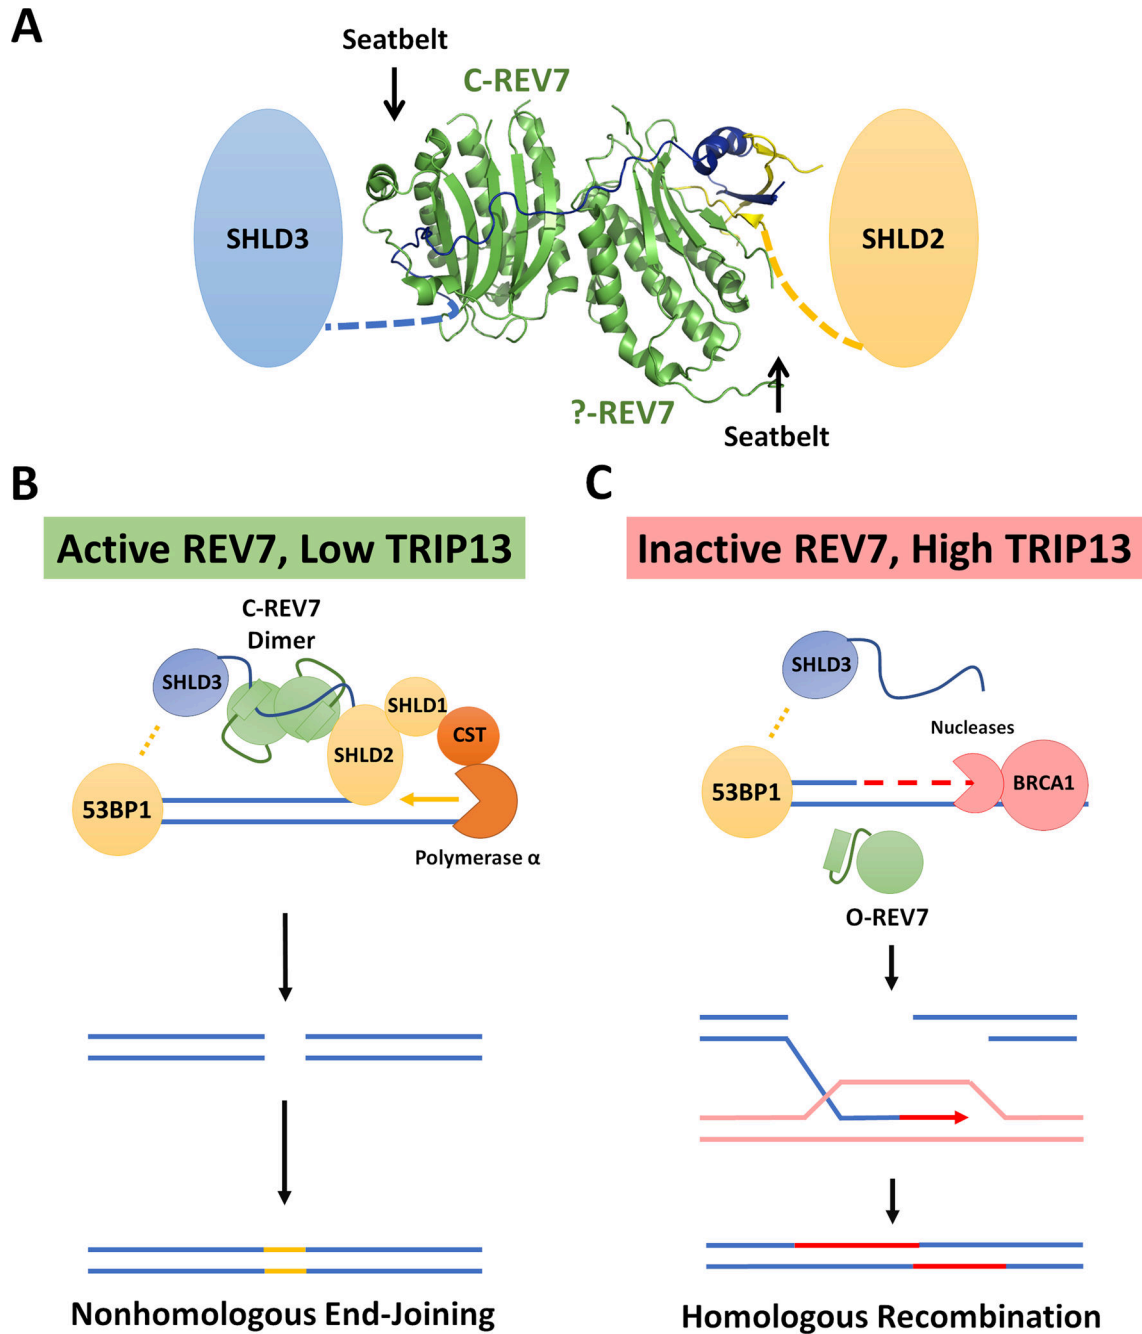 A
Seatbelt
C-REV7
SHLD3
SHLD2
?-REV7
Seatbelt
B
Active REV7, Low TRIP13
C-REV7
Dimer
SHLD3
SHLD1
CST
SHLD2
53BP1
Polymerase α
Nonhomologous End-Joining
C
Inactive REV7, High TRIP13
SHLD3
Nucleases
BRCA1
53BP1
O-REV7
Homologous Recombination